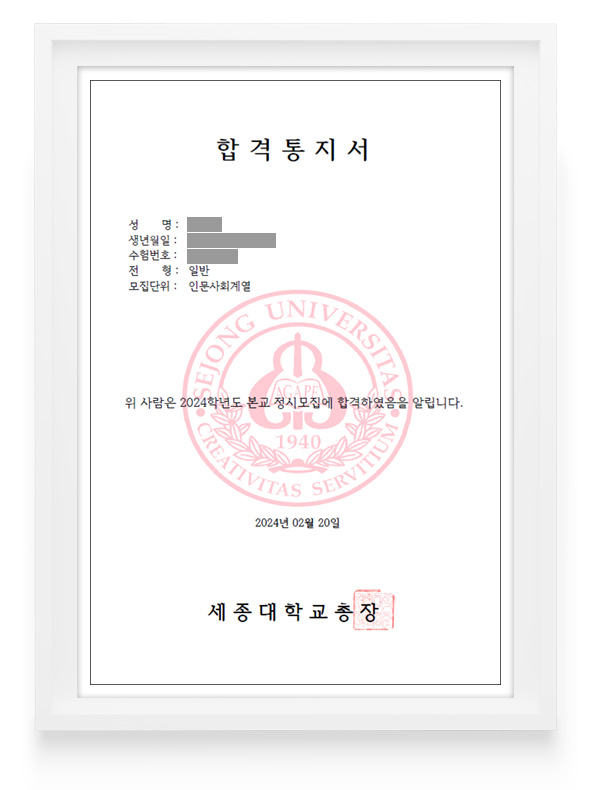 합격통지서
성 명 :
생년월일 :
수험번호 :
전 형 : 일반
모집단위 : 인문사회계열
SEJONG UNIVERSITAS
AGAPE
위 사람은 2024학년도 본교 정시모집에 합격하였음을 알립니다.
1940
CREATIVITAS SERVITIUM
2024년 02월 20일
세종대학교총장